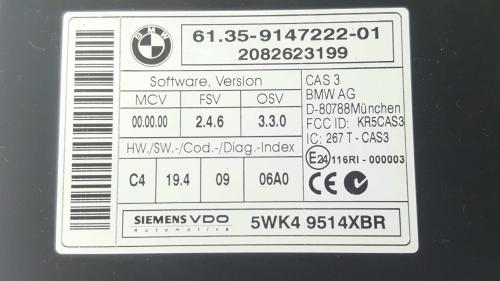 BMW
61.35-9147222-01
2082623199
Software, Version
MCV FSV OSV
00.00.00 2.4.6 3.3.0
HW./SW.-/Cod.-/Diag.-Index
C4 19.4 09 06A0
CAS 3
BMW AG
D-80788München
FCC ID: KR5CAS3
IC: 267 T - CAS3
E24 116RI - 000003
CE
SIEMENS VDO
Automotive
5WK4 9514XBR